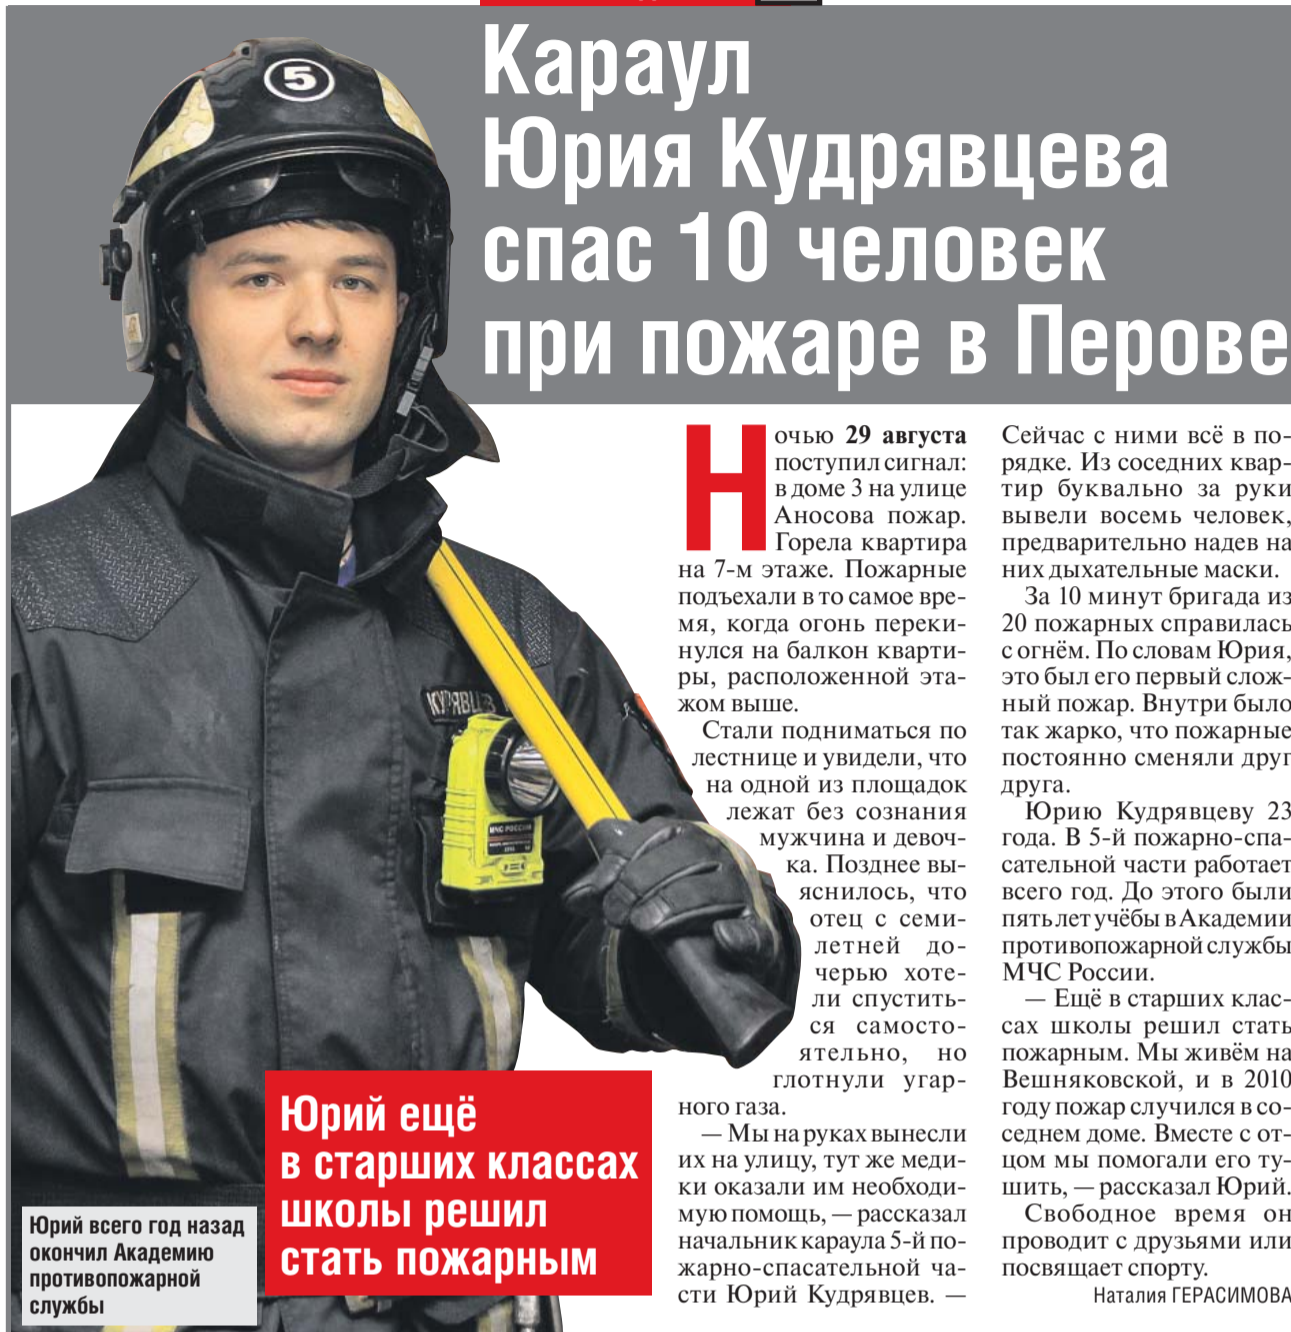 Караул
Юрия Кудрявцева
спас 10 человек
при пожаре в Перове
5
КУДРЯВЦЕВ
МЧС РОССИИ
Ночью 29 августа
поступил сигнал:
в доме 3 на улице
Аносова пожар.
Горела квартира
на 7-м этаже. Пожарные
подъехали в то самое вре-
мя, когда огонь переки-
нулся на балкон кварти-
ры, расположенной эта-
жом выше.
Стали подниматься по
лестнице и увидели, что
на одной из площадок
лежат без сознания
мужчина и девоч-
ка. Позднее вы-
яснилось, что
отец с семи-
летней до-
черью хоте-
ли спустить-
ся самосто-
ятельно, но
глотнули угар-
ного газа.
— Мы на руках вынесли
их на улицу, тут же меди-
ки оказали им необходи-
мую помощь, — рассказал
начальник караула 5-й по-
жарно-спасательной ча-
сти Юрий Кудрявцев. —
Сейчас с ними всё в по-
рядке. Из соседних квар-
тир буквально за руки
вывели восемь человек,
предварительно надев на
них дыхательные маски.
За 10 минут бригада из
20 пожарных справилась
с огнём. По словам Юрия,
это был его первый слож-
ный пожар. Внутри было
так жарко, что пожарные
постоянно сменяли друг
друга.
Юрию Кудрявцеву 23
года. В 5-й пожарно-спа-
сательной части работает
всего год. До этого были
пять лет учёбы в Академии
противопожарной службы
МЧС России.
— Ещё в старших клас-
сах школы решил стать
пожарным. Мы живём на
Вешняковской, и в 2010
году пожар случился в со-
седнем доме. Вместе с от-
цом мы помогали его ту-
шить, — рассказал Юрий.
Свободное время он
проводит с друзьями или
посвящает спорту.
Наталия ГЕРАСИМОВА
Юрий ещё
в старших классах
школы решил
стать пожарным
Юрий всего год назад
окончил Академию
противопожарной
службы